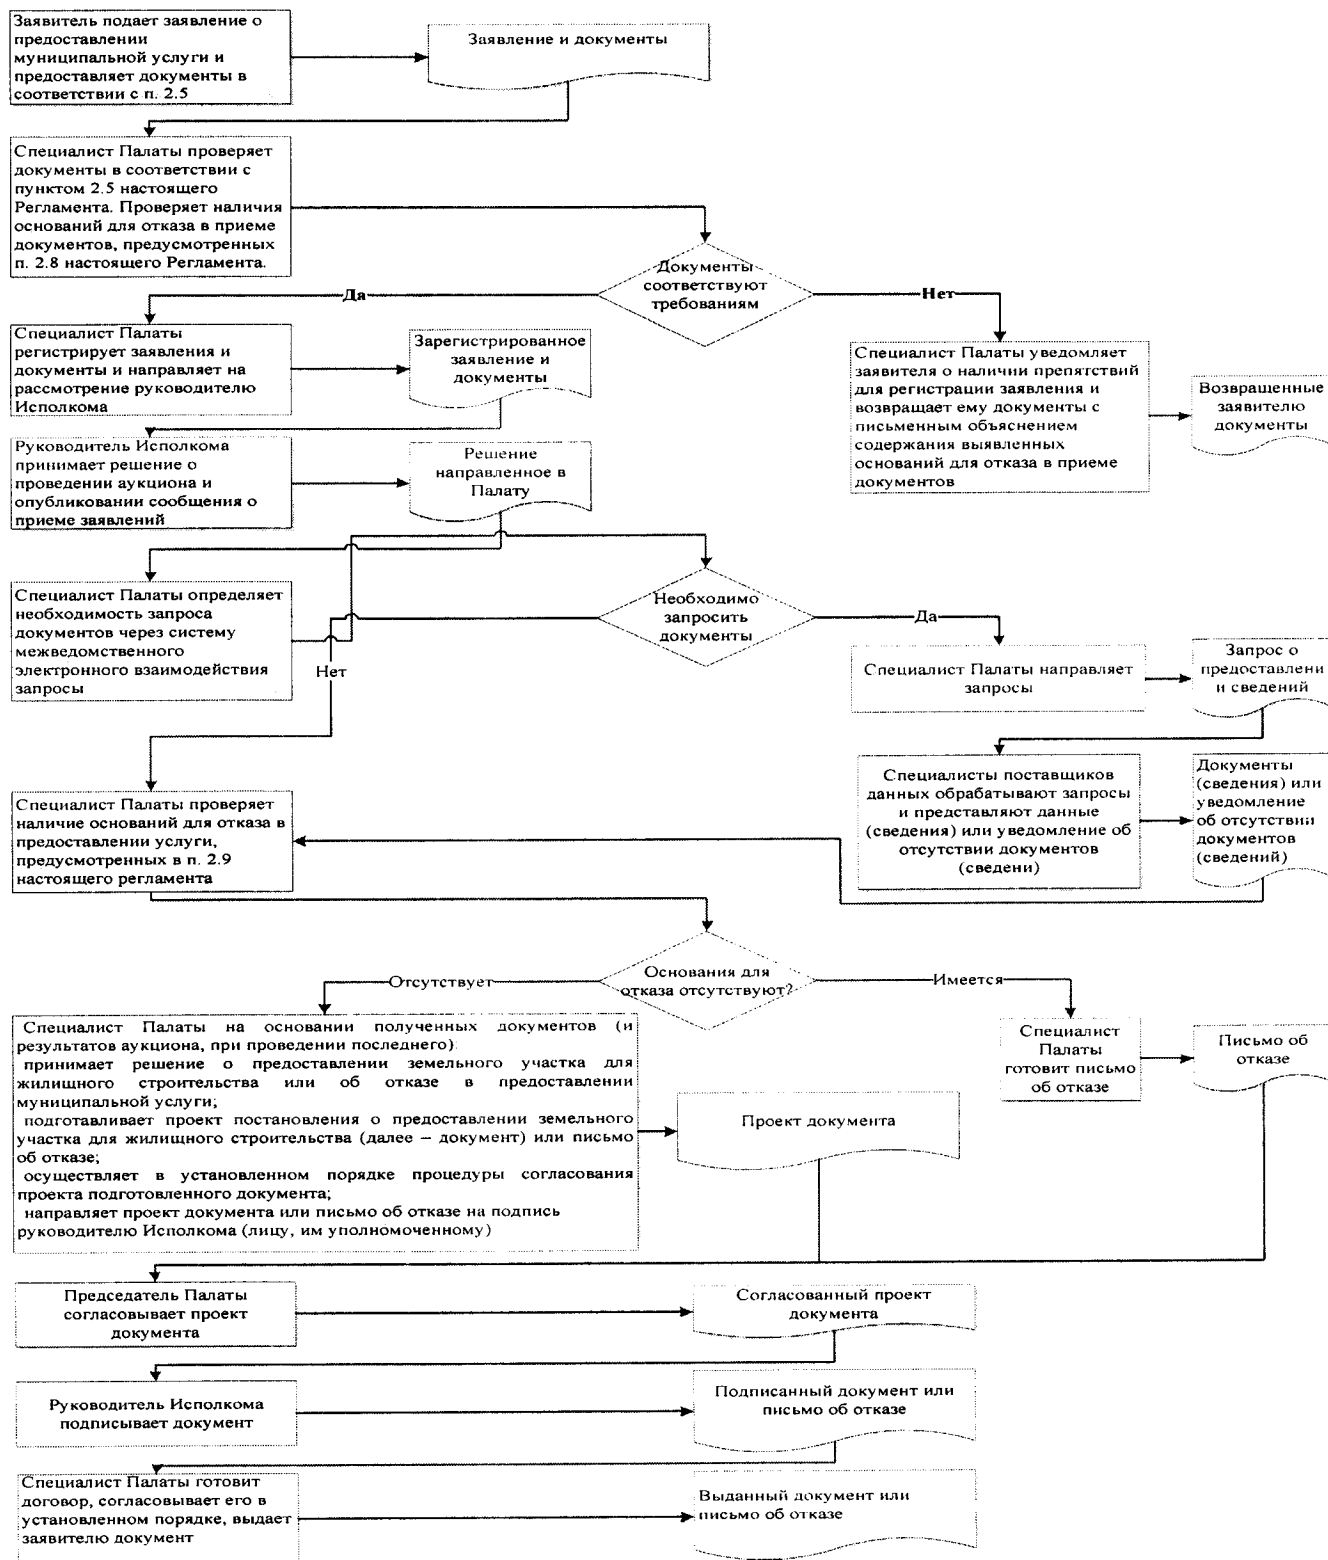 Заявитель подает заявление о
предоставлении
муниципальной услуги и
предоставляет документы в
соответствии с п. 2.5
Заявление и документы
Специалист Палаты проверяет
документы в соответствии с
пунктом 2.5 настоящего
Регламента. Проверяет наличия
оснований для отказа в приеме
документов, предусмотренных
п. 2.8 настоящего Регламента.
Документы
соответствуют
требованиям
Да
Нет
Специалист Палаты
регистрирует заявления и
документы и направляет на
рассмотрение руководителю
Исполкома
Зарегистрированное
заявление и
документы
Специалист Палаты уведомляет
заявителя о наличии препятствий
для регистрации заявления и
возвращает ему документы с
письменным объяснением
содержания выявленных
оснований для отказа в приеме
документов
Возвращенные
заявителю
документы
Руководитель Исполкома
принимает решение о
проведении аукциона и
опубликовании сообщения о
приеме заявлений
Решение
направленное в
Палату
Специалист Палаты определяет
необходимость запроса
документов через систему
межведомственного
электронного взаимодействия
запросы
Необходимо
запросить
документы
Да
Нет
Специалист Палаты направляет
запросы
Запрос о
предоставлени
и сведений
Специалисты поставщиков
данных обрабатывают запросы
и представляют данные
(сведения) или уведомление об
отсутствии документов
(сведени)
Документы
(сведения) или
уведомление
об отсутствии
документов
(сведений)
Специалист Палаты проверяет
наличие оснований для отказа в
предоставлении услуги,
предусмотренных в п. 2.9
настоящего регламента
Основания для
отказа отсутствуют?
Отсутствует
Имеется
Специалист Палаты на основании полученных документов (и
результатов аукциона, при проведении последнего):
принимает решение о предоставлении земельного участка для
жилищного строительства или об отказе в предоставлении
муниципальной услуги;
подготавливает проект постановления о предоставлении земельного
участка для жилищного строительства (далее – документ) или письмо
об отказе;
осуществляет в установленном порядке процедуры согласования
проекта подготовленного документа;
направляет проект документа или письмо об отказе на подпись
руководителю Исполкома (лицу, им уполномоченному)
Проект документа
Специалист
Палаты
готовит письмо
об отказе
Письмо об
отказе
Председатель Палаты
согласовывает проект
документа
Согласованный проект
документа
Руководитель Исполкома
подписывает документ
Подписанный документ или
письмо об отказе
Специалист Палаты готовит
договор, согласовывает его в
установленном порядке, выдает
заявителю документ
Выданный документ или
письмо об отказе